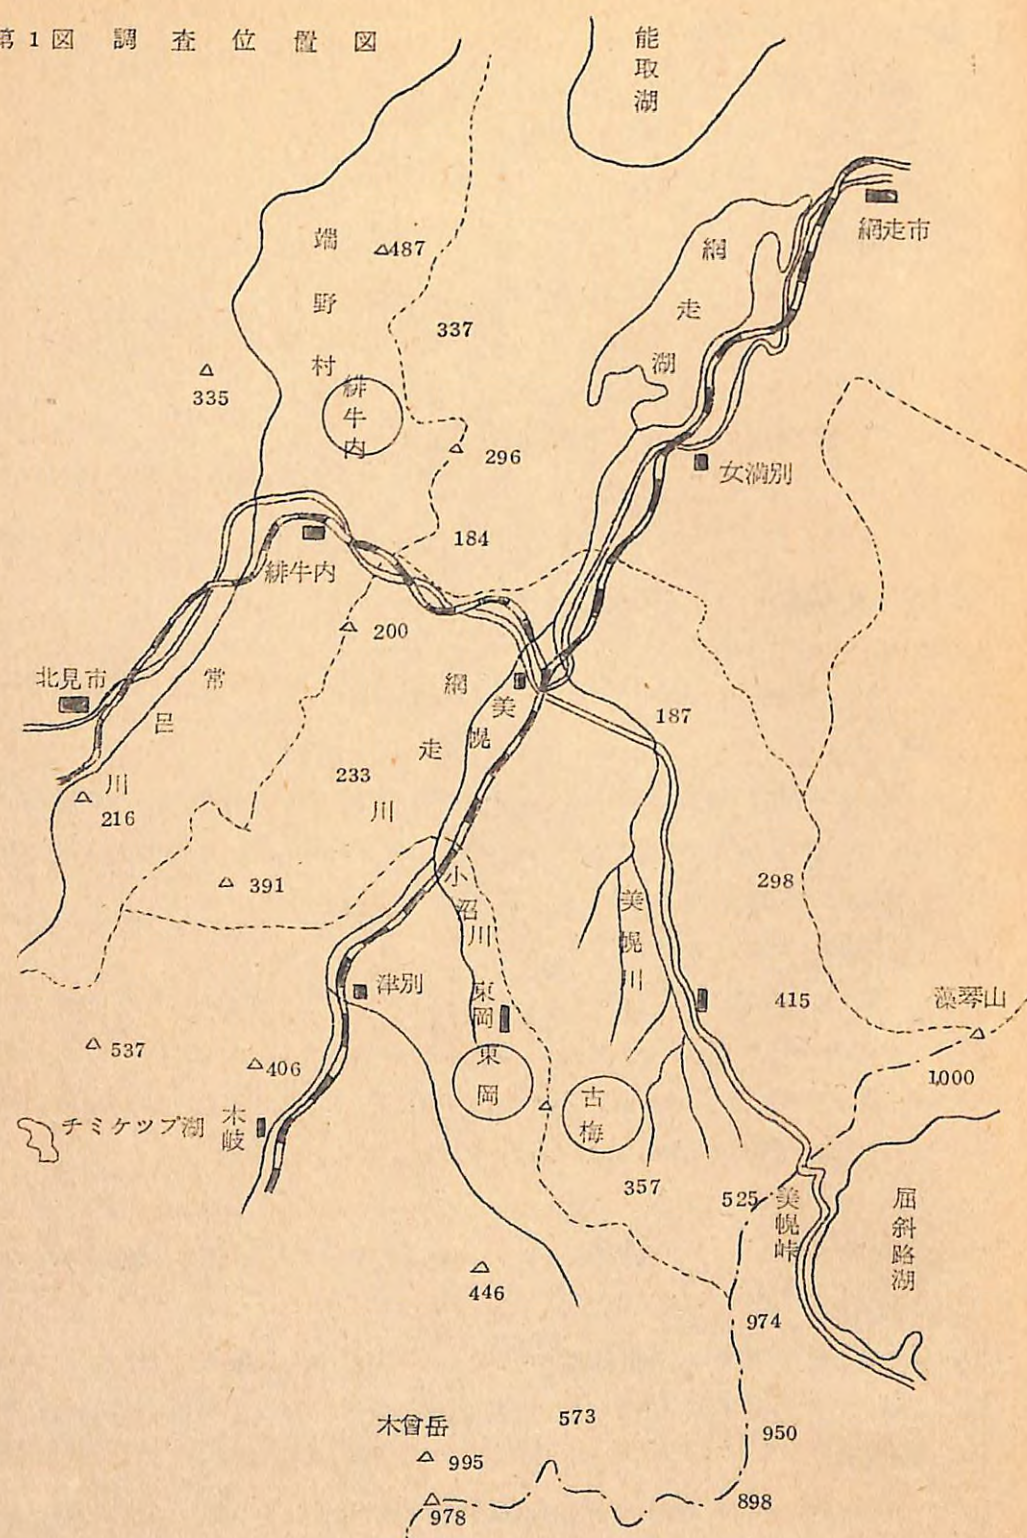 第1図 調査位置図
能取湖
網走市
網走湖
端野村
487
337
335
緋牛内
296
女満別
184
緋牛内
200
北見市
常呂川
網走川
美幌
187
233
216
391
298
小沼川
美幌川
津別
東岡
415
藻琴山
1,000
537
406
東岡
古梅
チミケップ湖
木岐
357
525
美幌峠
屈斜路湖
446
974
木曾岳
573
950
995
978
898